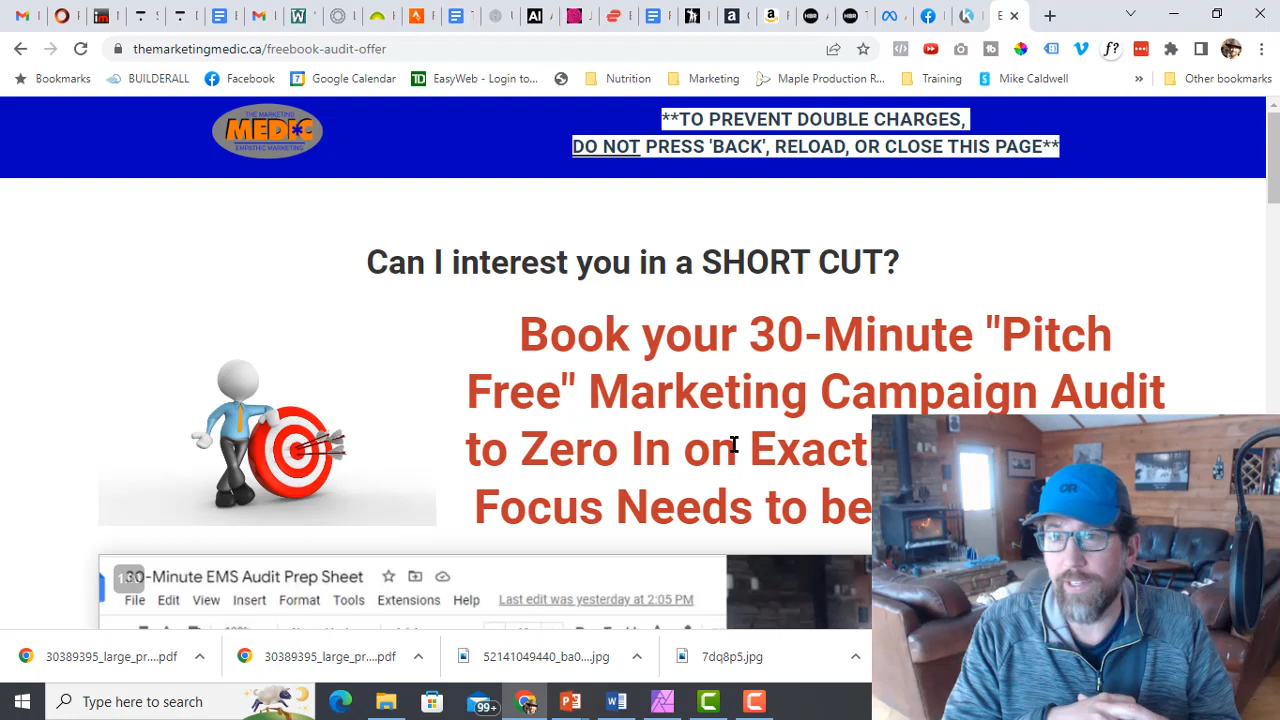 themarketingmedic.ca/freebook-audit-offer
Bookmarks BUILDERALL Facebook Google Calendar EasyWeb - Login to... Nutrition Marketing Maple Production R... Training Mike Caldwell » Other bookmarks
THE MARKETING
MEDIC
EMPATHIC MARKETING
**TO PREVENT DOUBLE CHARGES,
DO NOT PRESS 'BACK', RELOAD, OR CLOSE THIS PAGE**
Can I interest you in a SHORT CUT?
Book your 30-Minute "Pitch
Free" Marketing Campaign Audit
to Zero In on
Focus Needs to be
30-Minute EMS Audit Prep Sheet
File Edit View Insert Format Tools Extensions Help Last edit was yesterday at 2:05 PM
30389395_large_pr....pdf 30389395_large_pr....pdf 52141049440_ba0....jpg 7dq8p5.jpg
Type here to search 99+